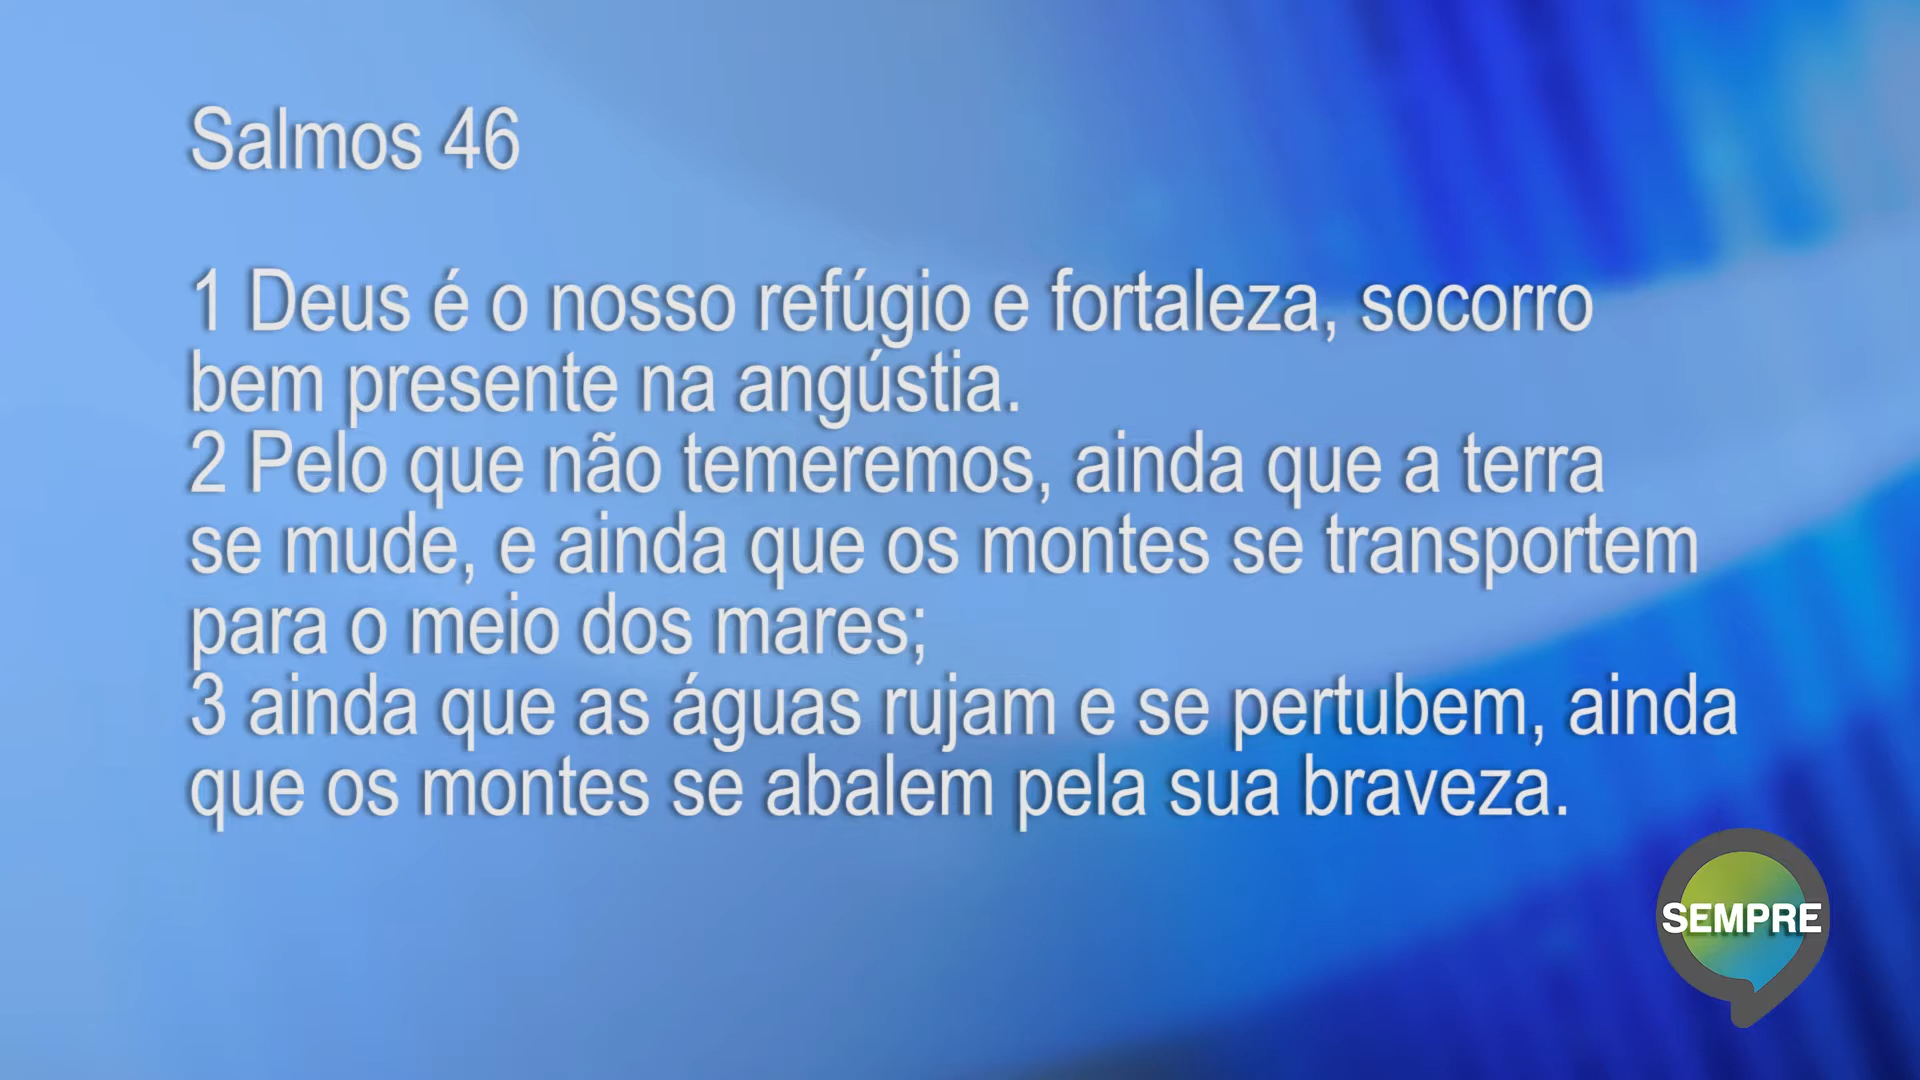 Salmos 46
1 Deus é o nosso refúgio e fortaleza, socorro
bem presente na angústia.
2 Pelo que não temeremos, ainda que a terra
se mude, e ainda que os montes se transportem
para o meio dos mares;
3 ainda que as águas rujam e se pertubem, ainda
que os montes se abalem pela sua braveza.
SEMPRE